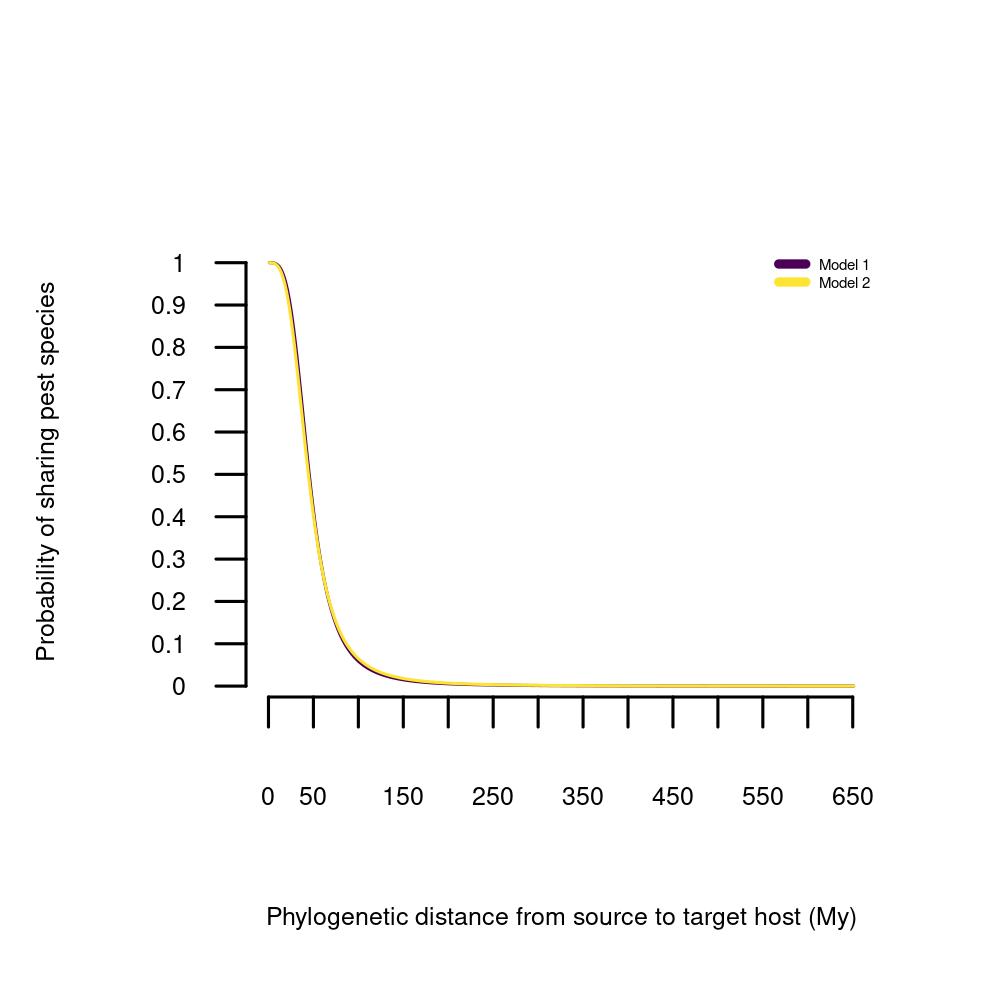 Model 1
Model 2
Probability of sharing pest species
1
0.9
0.8
0.7
0.6
0.5
0.4
0.3
0.2
0.1
0
0 50 150 250 350 450 550 650
Phylogenetic distance from source to target host (My)